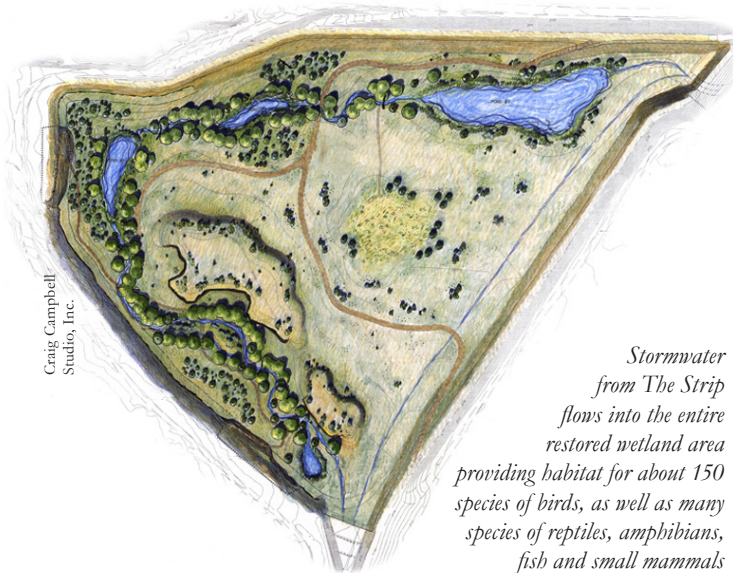 Craig Campbell
Studio, Inc.
Stormwater
from The Strip
flows into the entire
restored wetland area
providing habitat for about 150
species of birds, as well as many
species of reptiles, amphibians,
fish and small mammals